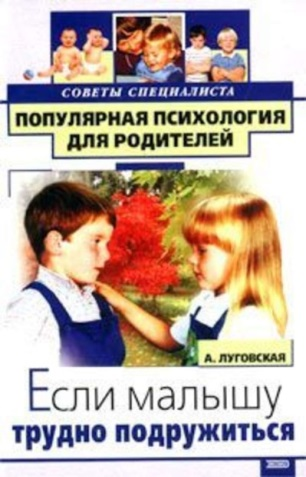 СОВЕТЫ СПЕЦИАЛИСТА
ПОПУЛЯРНАЯ ПСИХОЛОГИЯ
ДЛЯ РОДИТЕЛЕЙ
А. ЛУГОВСКАЯ
Если малышу
трудно подружиться